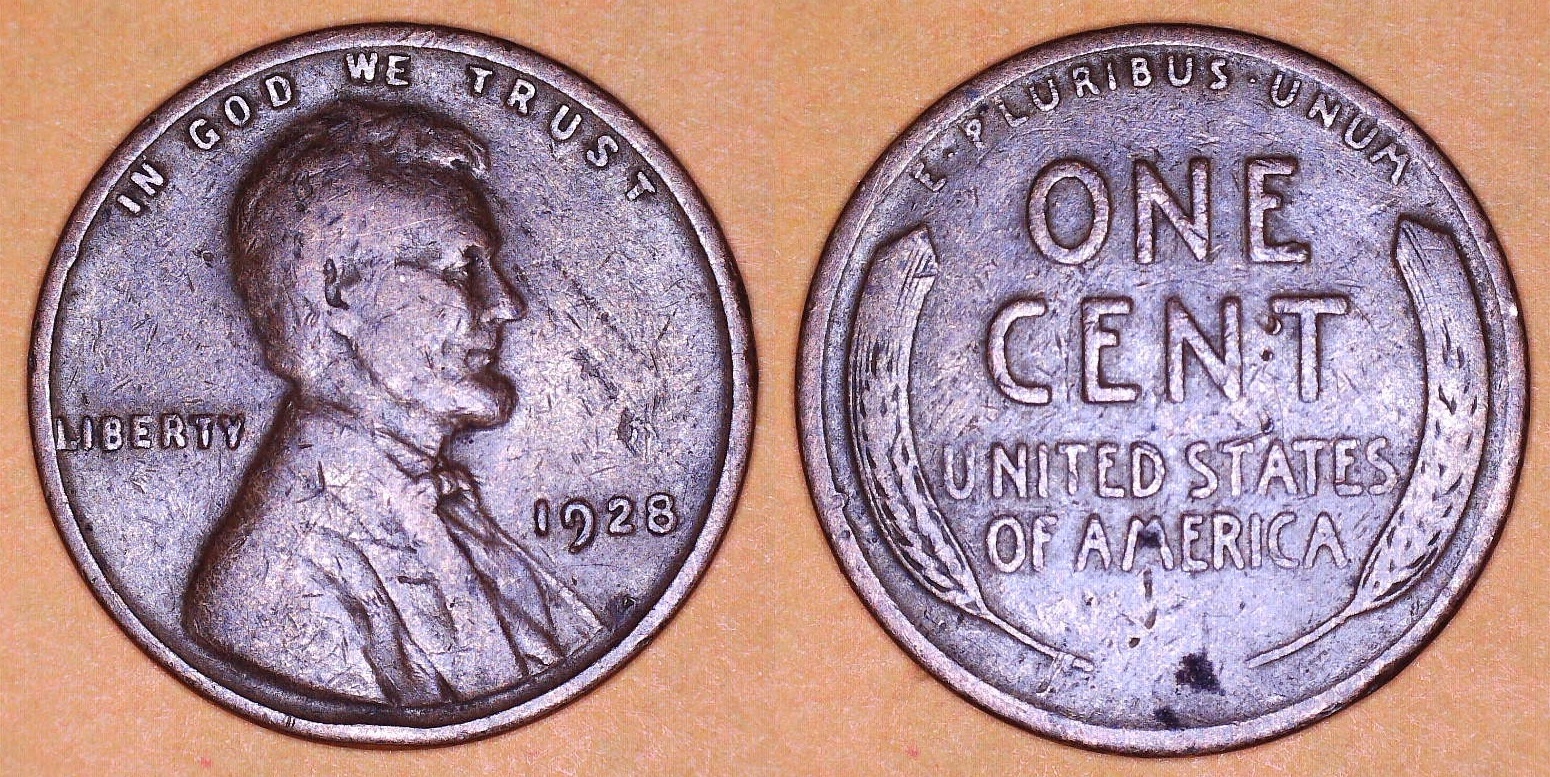 IN GOD WE TRUST
LIBERTY
1928
E·PLURIBUS·UNUM
ONE
CENT
UNITED STATES
OF AMERICA